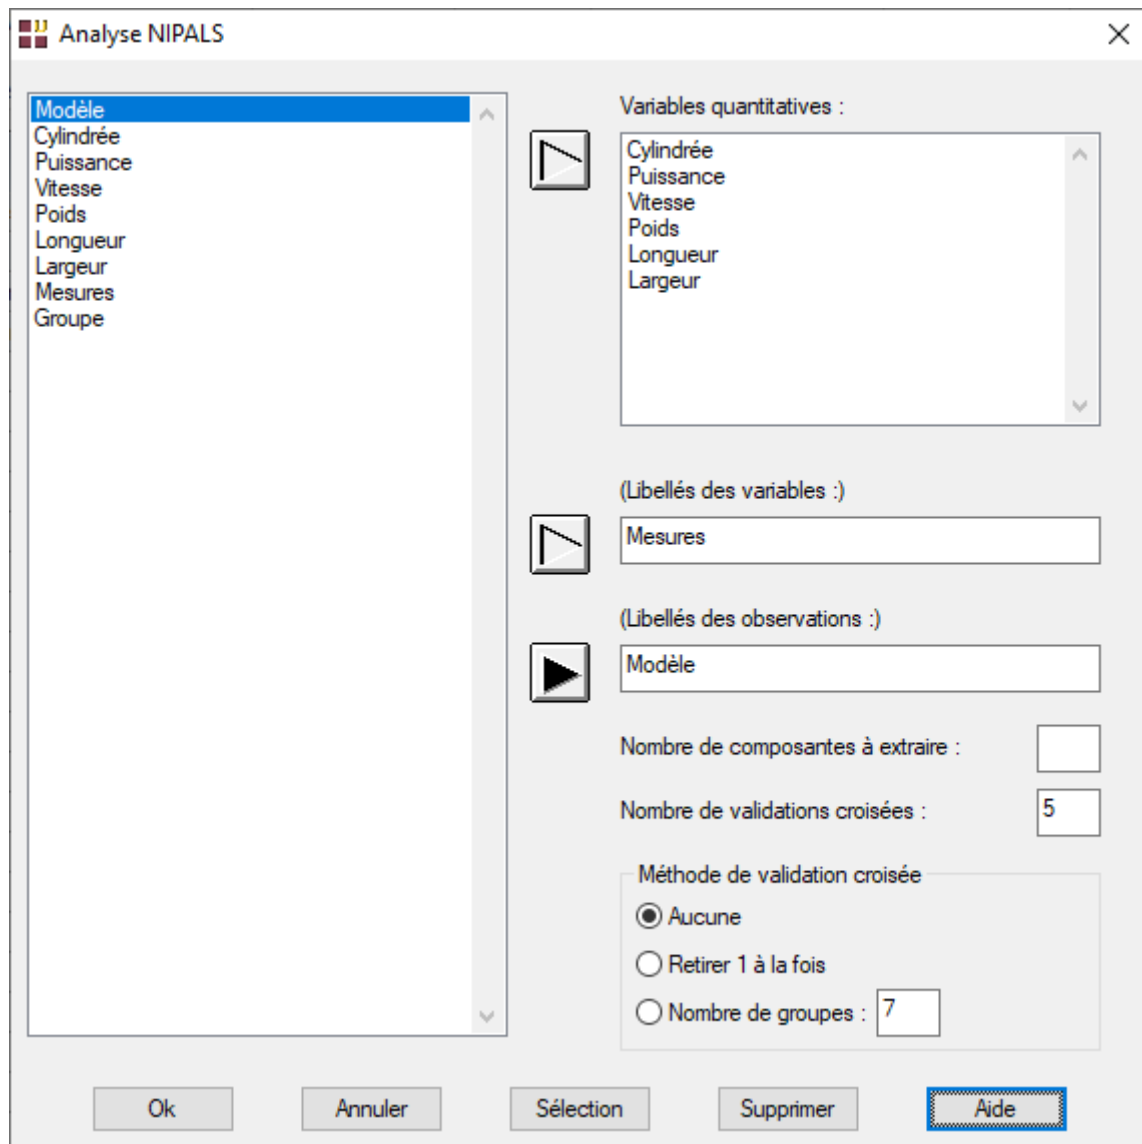 Analyse NIPALS
Modèle
Cylindrée
Puissance
Vitesse
Poids
Longueur
Largeur
Mesures
Groupe
Variables quantitatives :
Cylindrée
Puissance
Vitesse
Poids
Longueur
Largeur
(Libellés des variables :)
Mesures
(Libellés des observations :)
Modèle
Nombre de composantes à extraire :
Nombre de validations croisées : 5
Méthode de validation croisée
Aucune
Retirer 1 à la fois
Nombre de groupes : 7
Ok Annuler Sélection Supprimer Aide